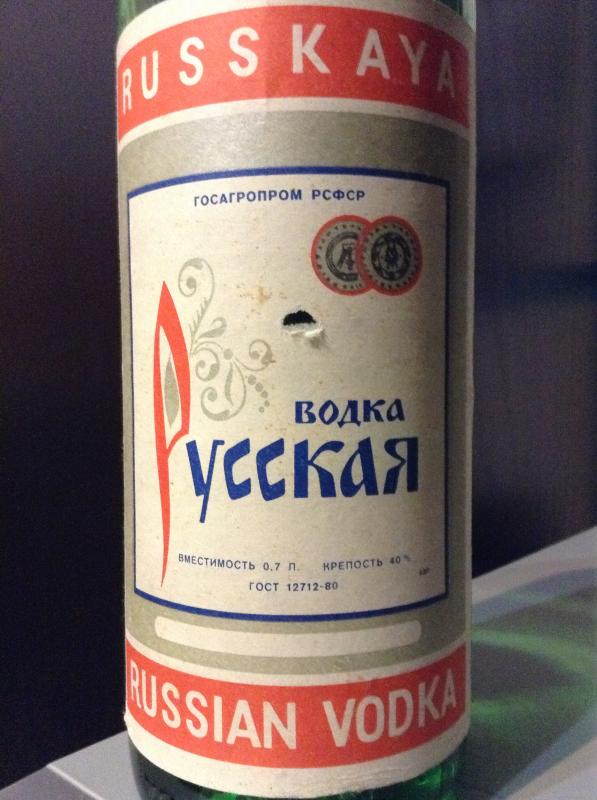 RUSSKAYA
ГОСАГРОПРОМ РСФСР
ВОДКА
Русская
ВМЕСТИМОСТЬ 0,7 Л. КРЕПОСТЬ 40 %
ГОСТ 12712-80
RUSSIAN VODKA